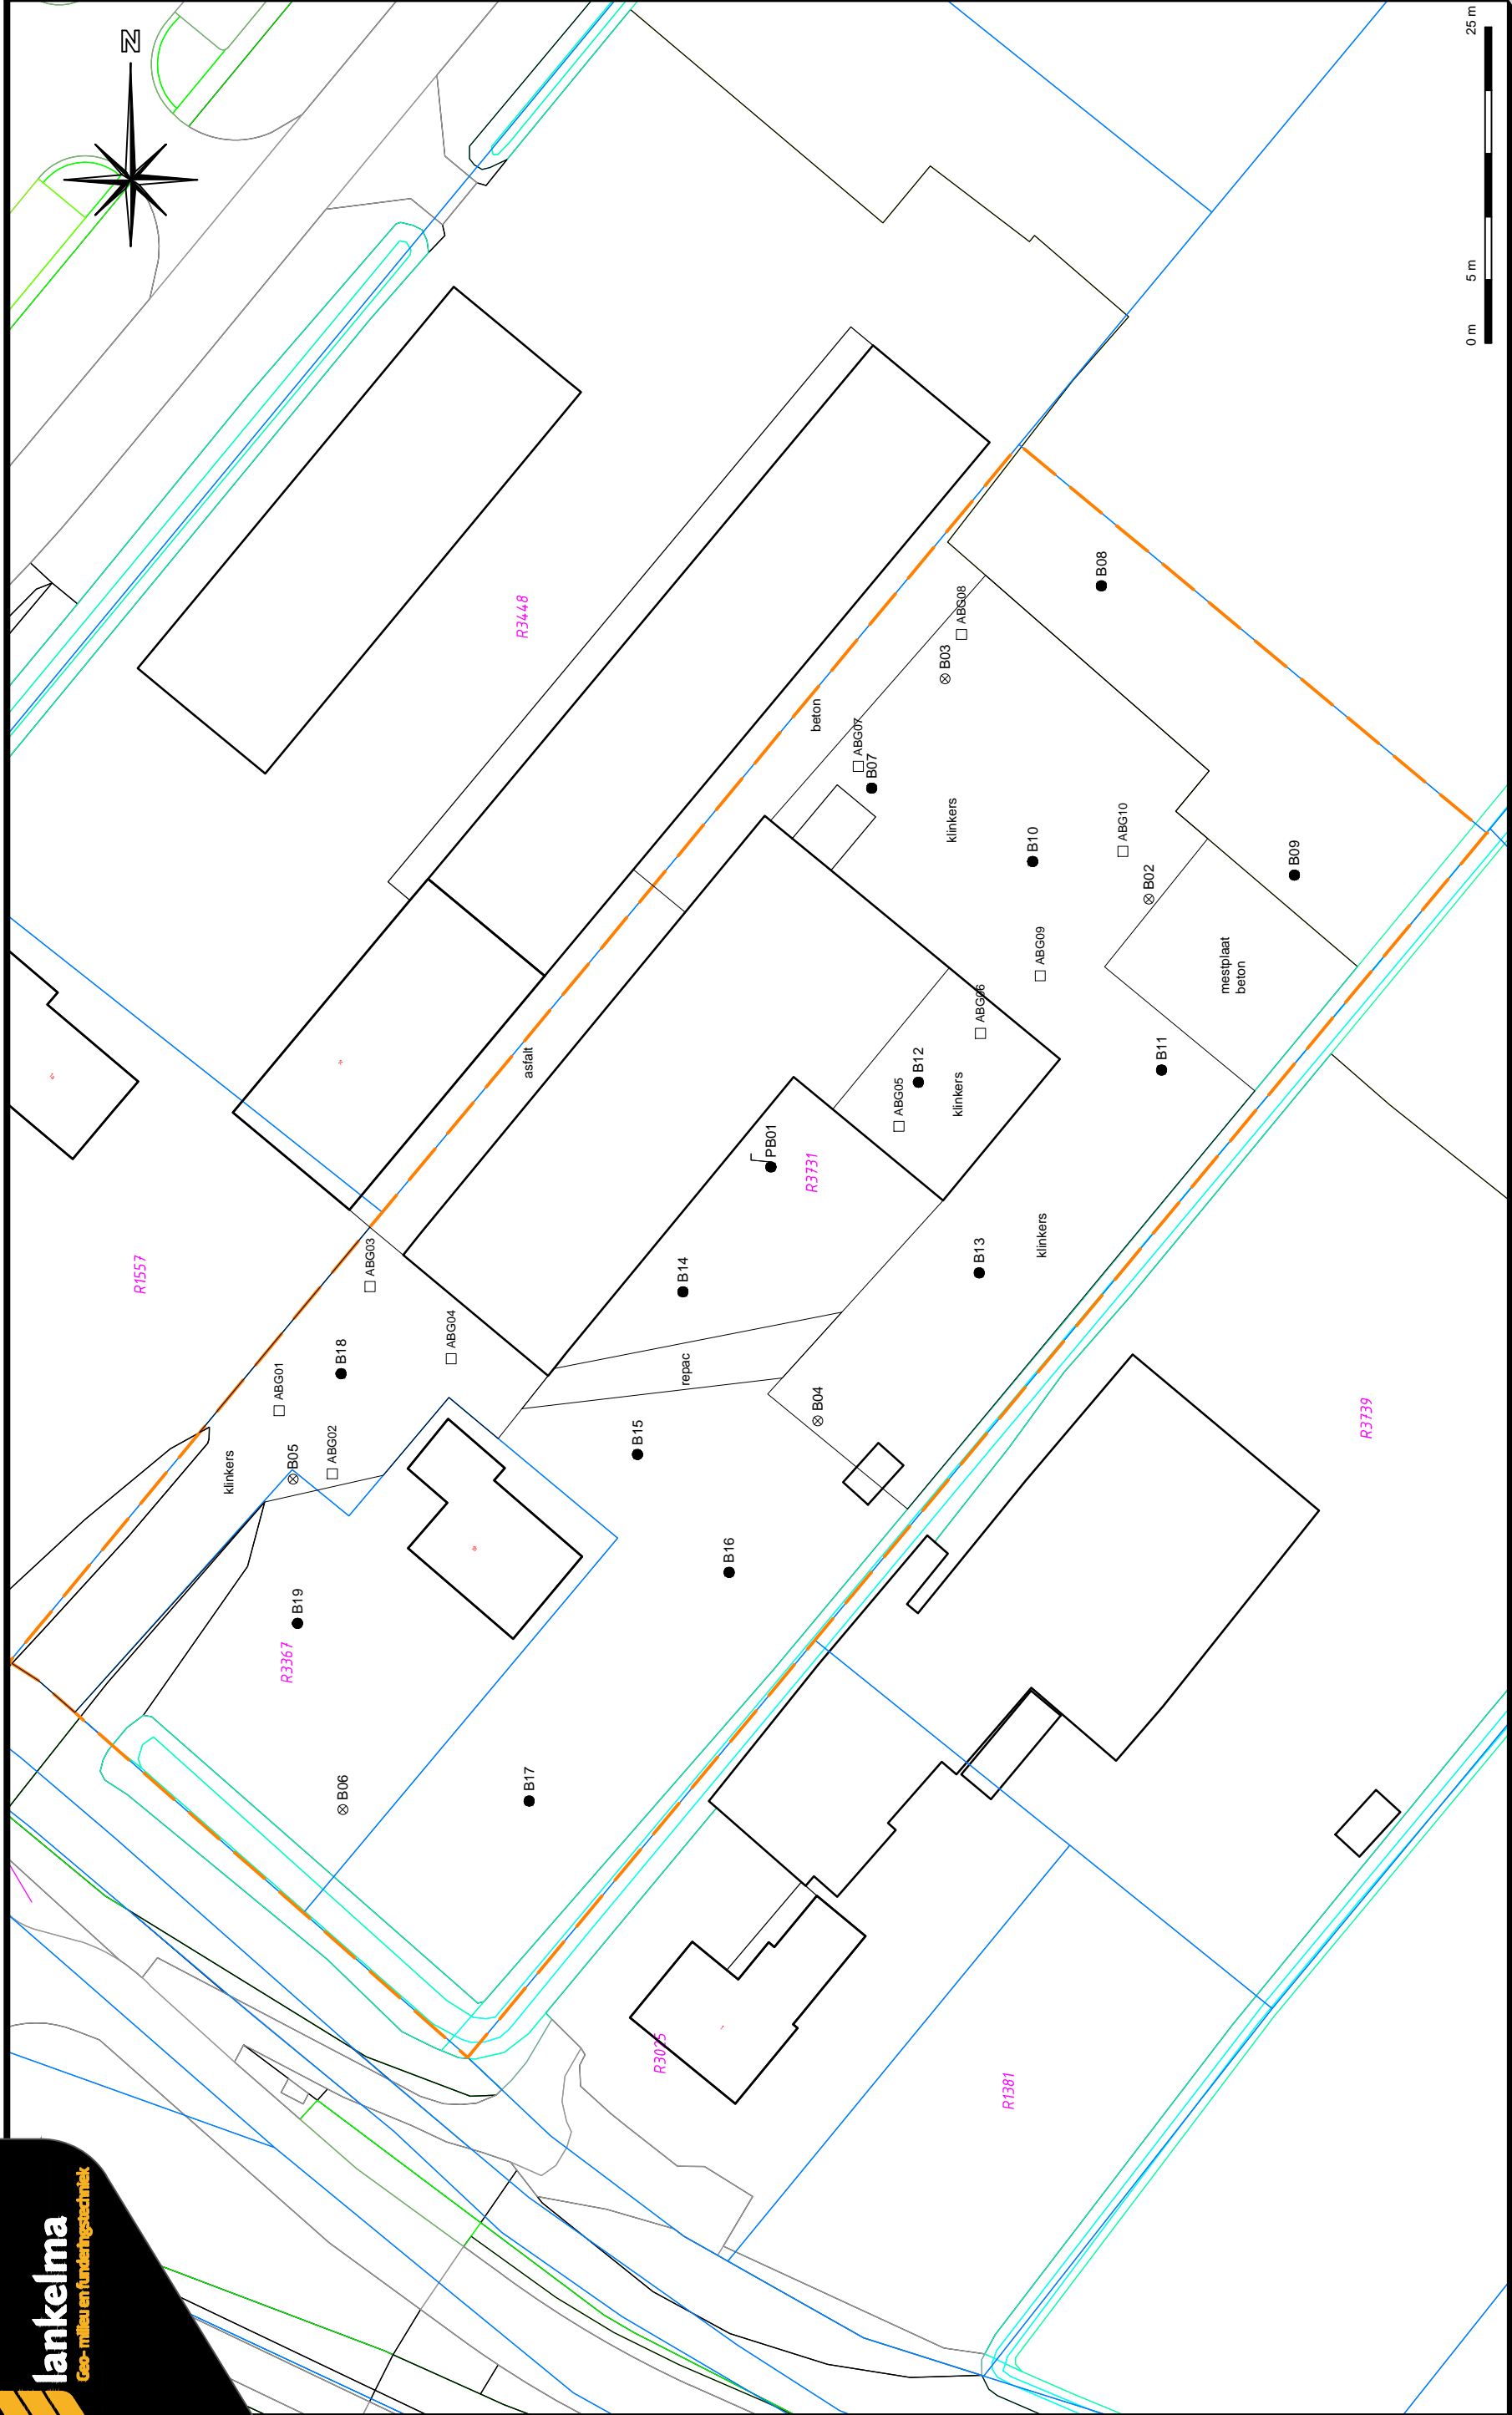 N
25 m
5 m
0 m
R3448
B08
ABG08
B03
beton
ABG07
B07
klinkers
B10
ABG10
B02
B09
mestplaat
beton
ABG09
ABG06
asfalt
B12
ABG05
klinkers
B11
PB01
R3731
klinkers
B13
R1557
ABG03
B14
ABG04
B18
repac
ABG01
B04
B15
ABG02
B05
klinkers
R3739
B16
B19
R3367
B06
B17
R3025
R1381
lankelma
Geo- milieu en funderingstechniek